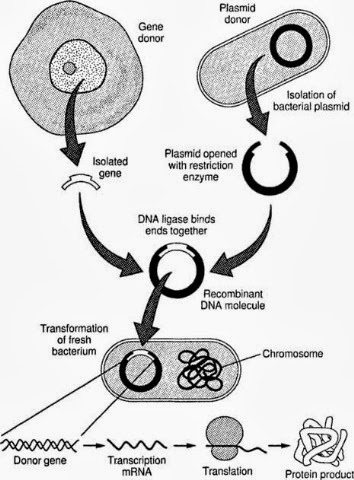 Gene
donor
Plasmid
donor
Isolation of
bacterial plasmid
Isolated
gene
Plasmid opened
with restriction
enzyme
DNA ligase binds
ends together
Recombinant
DNA molecule
Transformation
of fresh
bacterium
Chromosome
Donor gene
Transcription
mRNA
Translation
Protein product